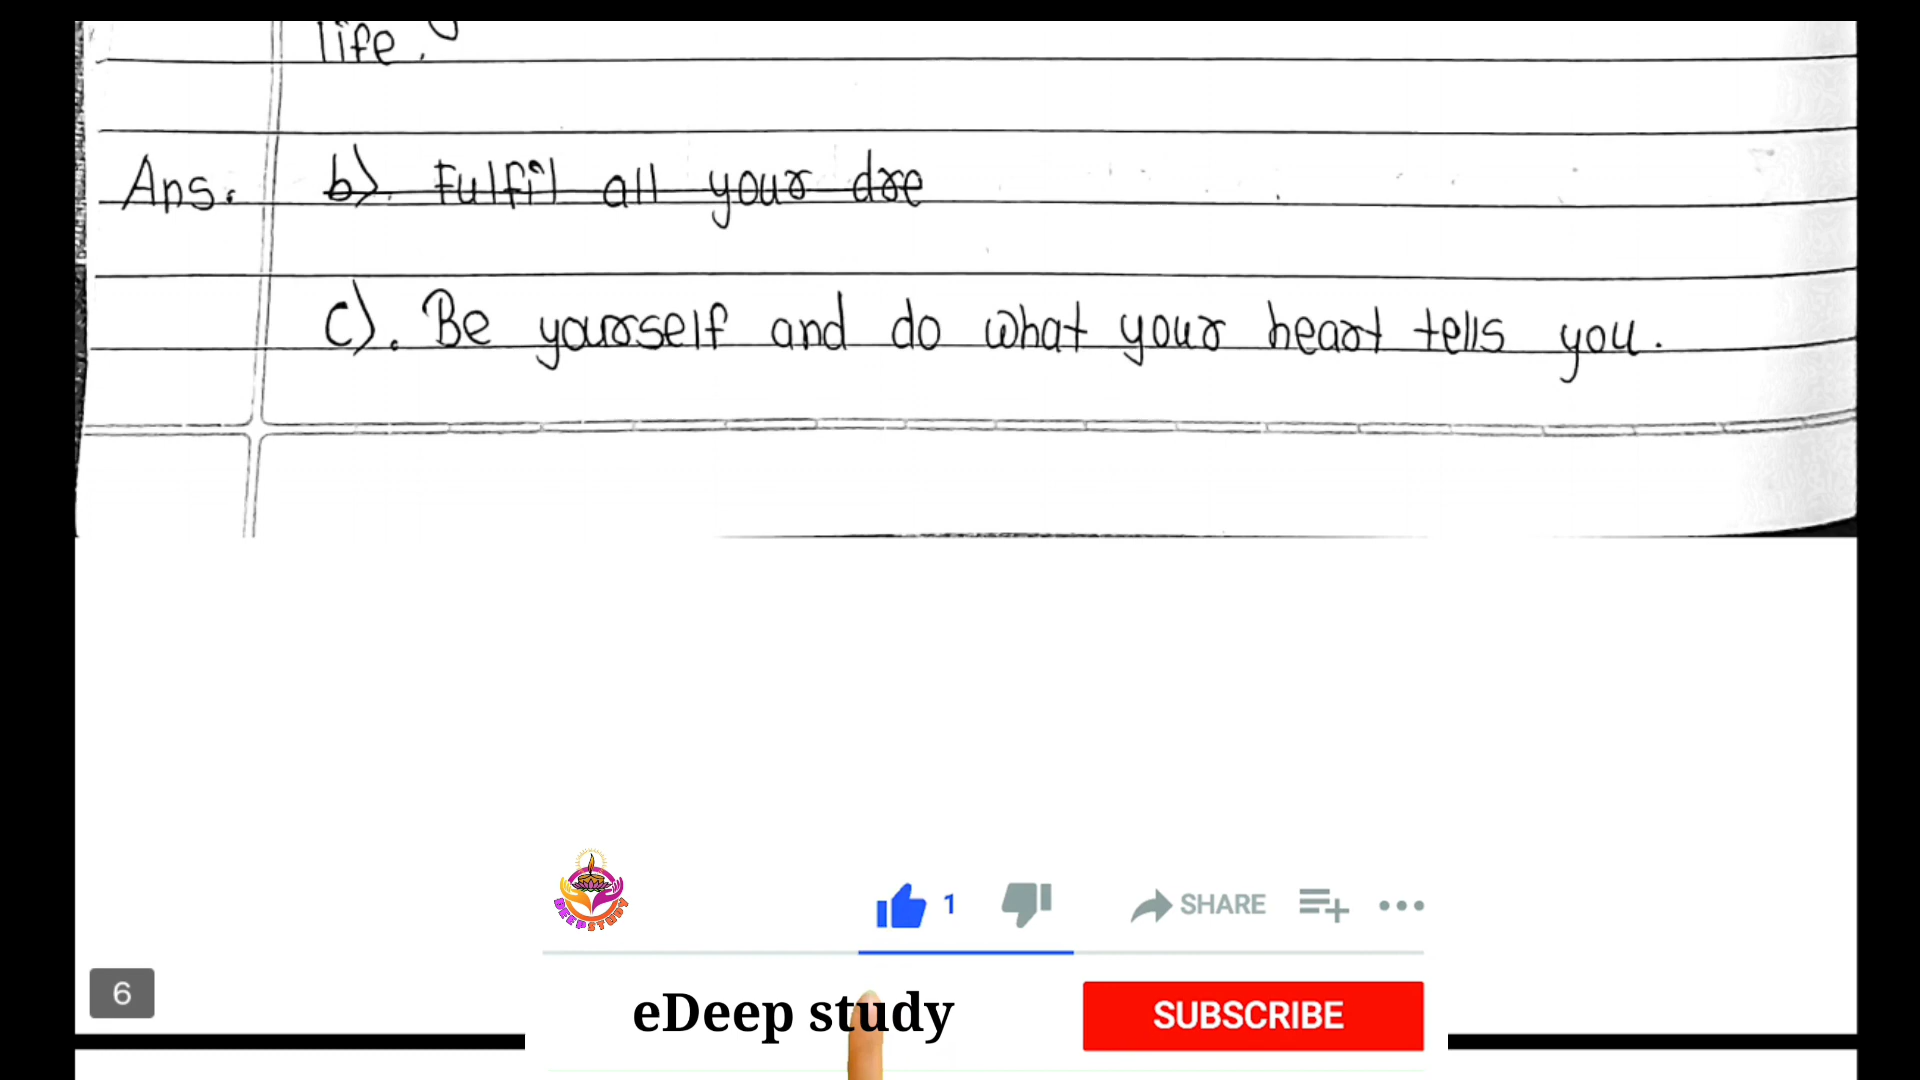 life.
Ans. b). Fulfil all your dre
c). Be yourself and do what your heart tells you.
DEEPSTUDY
1 SHARE
6
eDeep study SUBSCRIBE